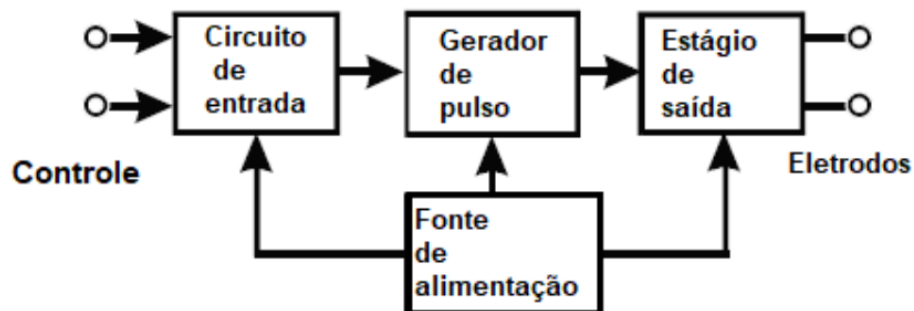 Circuito
de
entrada
Gerador
de
pulso
Estágio
de
saída
Controle
Eletrodos
Fonte
de
alimentação